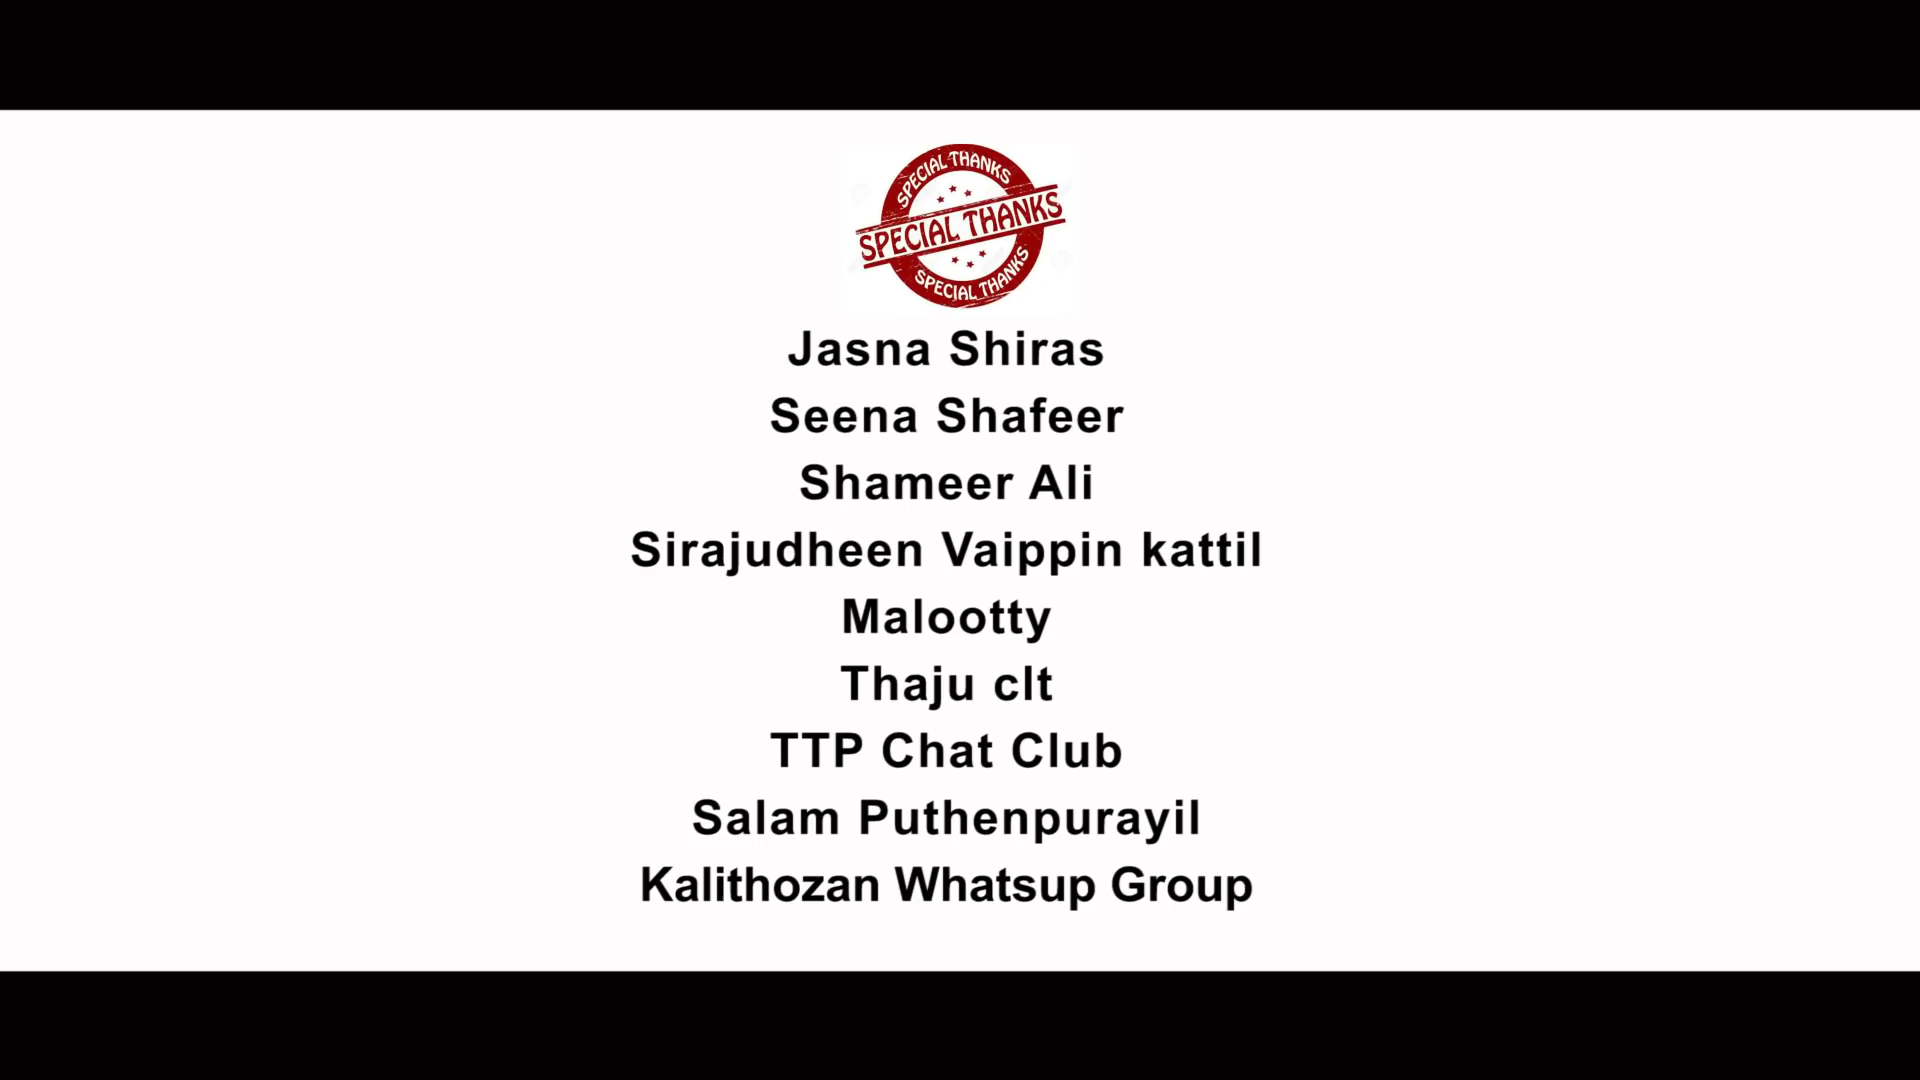 SPECIAL THANKS
SPECIAL THANKS
SPECIAL THANKS
Jasna Shiras
Seena Shafeer
Shameer Ali
Sirajudheen Vaippin kattil
Malootty
Thaju clt
TTP Chat Club
Salam Puthenpurayil
Kalithozan Whatsup Group